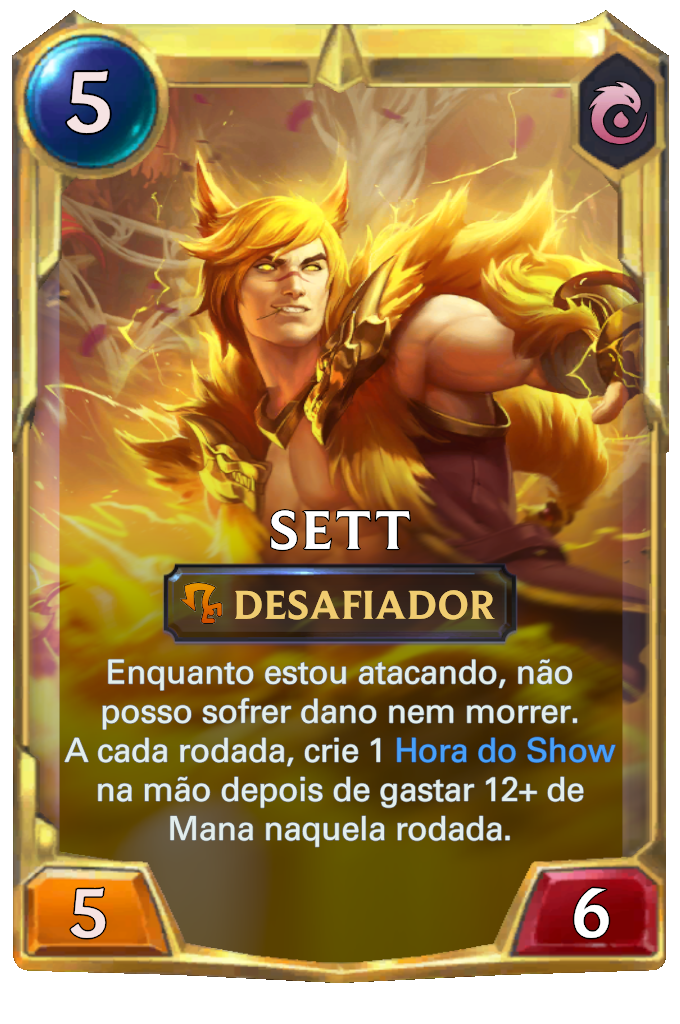 5
SETT
DESAFIADOR
Enquanto estou atacando, não
posso sofrer dano nem morrer.
A cada rodada, crie 1 Hora do Show
na mão depois de gastar 12+ de
Mana naquela rodada.
5
6